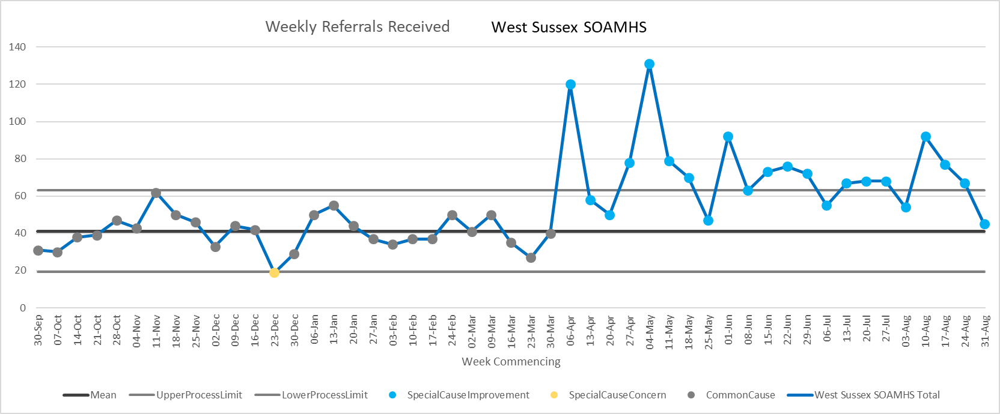 Weekly Referrals Received West Sussex SOAMHS
140
120
100
80
60
40
20
0
30-Sep
07-Oct
14-Oct
21-Oct
28-Oct
04-Nov
11-Nov
18-Nov
25-Nov
02-Dec
09-Dec
16-Dec
23-Dec
30-Dec
06-Jan
13-Jan
20-Jan
27-Jan
03-Feb
10-Feb
17-Feb
24-Feb
02-Mar
09-Mar
16-Mar
23-Mar
30-Mar
06-Apr
13-Apr
20-Apr
27-Apr
04-May
11-May
18-May
25-May
01-Jun
08-Jun
15-Jun
22-Jun
29-Jun
06-Jul
13-Jul
20-Jul
27-Jul
03-Aug
10-Aug
17-Aug
24-Aug
31-Aug
Week Commencing
Mean UpperProcessLimit LowerProcessLimit SpecialCauseImprovement SpecialCauseConcern CommonCause West Sussex SOAMHS Total